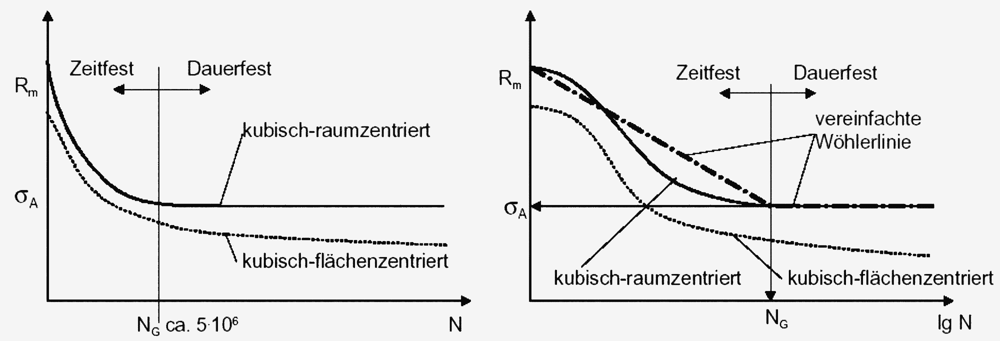 Zeitfest
Dauerfest
Rm
kubisch-raumzentriert
σA
kubisch-flächenzentriert
NG ca. 5·10⁶
N
Zeitfest
Dauerfest
Rm
vereinfachte
Wöhlerlinie
σA
kubisch-raumzentriert
kubisch-flächenzentriert
NG
lg N